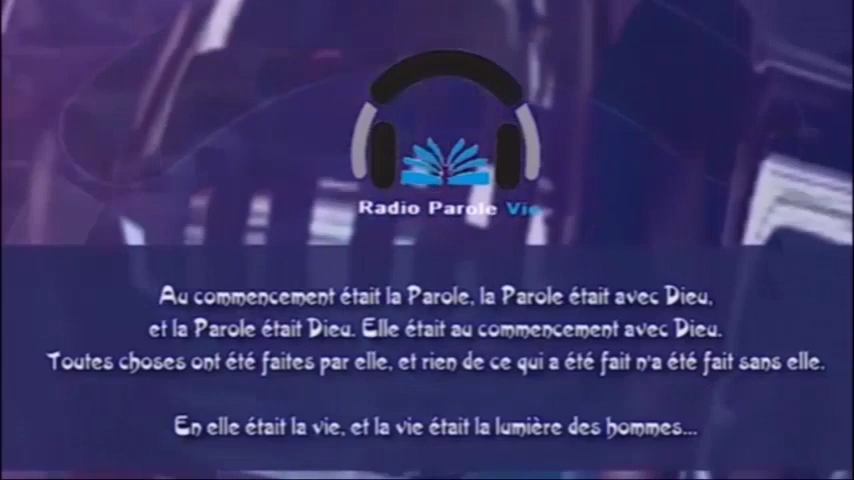 Radio Parole Vie
Au commencement était la Parole, la Parole était avec Dieu,
et la Parole était Dieu. Elle était au commencement avec Dieu.
Toutes choses ont été faites par elle, et rien de ce qui a été fait n'a été fait sans elle.
En elle était la vie, et la vie était la lumière des hommes...